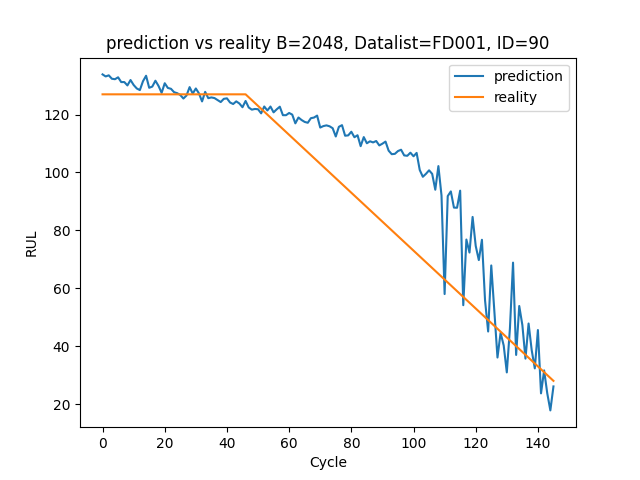 prediction vs reality B=2048, Datalist=FD001, ID=90
prediction
reality
RUL
120
100
80
60
40
20
0 20 40 60 80 100 120 140
Cycle